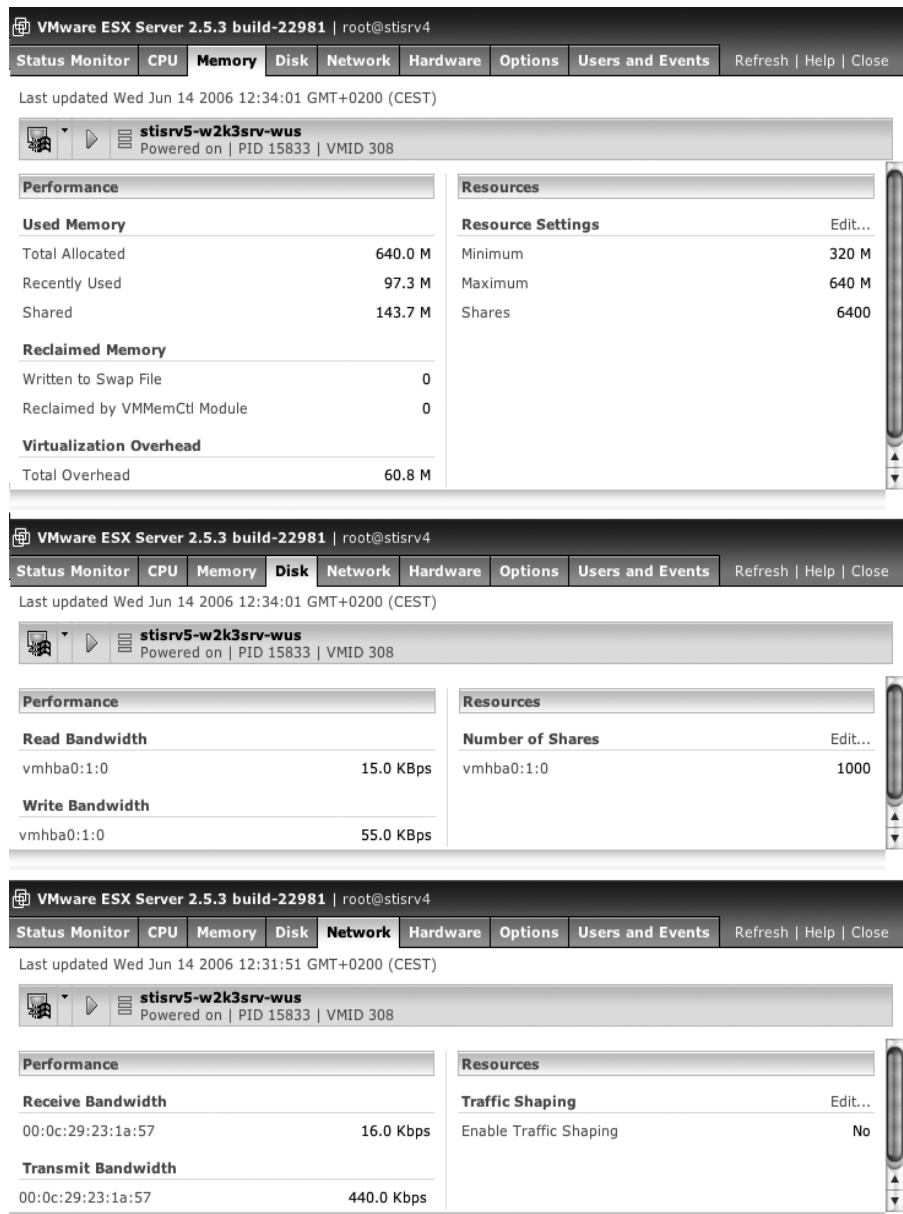 VMware ESX Server 2.5.3 build-22981 | root@stisrv4
Status Monitor CPU Memory Disk Network Hardware Options Users and Events Refresh | Help | Close
Last updated Wed Jun 14 2006 12:34:01 GMT+0200 (CEST)
stisrv5-w2k3srv-wus
Powered on | PID 15833 | VMID 308
Performance
Used Memory
Total Allocated 640.0 M
Recently Used 97.3 M
Shared 143.7 M
Reclaimed Memory
Written to Swap File 0
Reclaimed by VMMemCtl Module 0
Virtualization Overhead
Total Overhead 60.8 M
Resources
Resource Settings Edit...
Minimum 320 M
Maximum 640 M
Shares 6400
VMware ESX Server 2.5.3 build-22981 | root@stisrv4
Status Monitor CPU Memory Disk Network Hardware Options Users and Events Refresh | Help | Close
Last updated Wed Jun 14 2006 12:34:01 GMT+0200 (CEST)
stisrv5-w2k3srv-wus
Powered on | PID 15833 | VMID 308
Performance
Read Bandwidth
vmhba0:1:0 15.0 KBps
Write Bandwidth
vmhba0:1:0 55.0 KBps
Resources
Number of Shares Edit...
vmhba0:1:0 1000
VMware ESX Server 2.5.3 build-22981 | root@stisrv4
Status Monitor CPU Memory Disk Network Hardware Options Users and Events Refresh | Help | Close
Last updated Wed Jun 14 2006 12:31:51 GMT+0200 (CEST)
stisrv5-w2k3srv-wus
Powered on | PID 15833 | VMID 308
Performance
Receive Bandwidth
00:0c:29:23:1a:57 16.0 Kbps
Transmit Bandwidth
00:0c:29:23:1a:57 440.0 Kbps
Resources
Traffic Shaping Edit...
Enable Traffic Shaping No